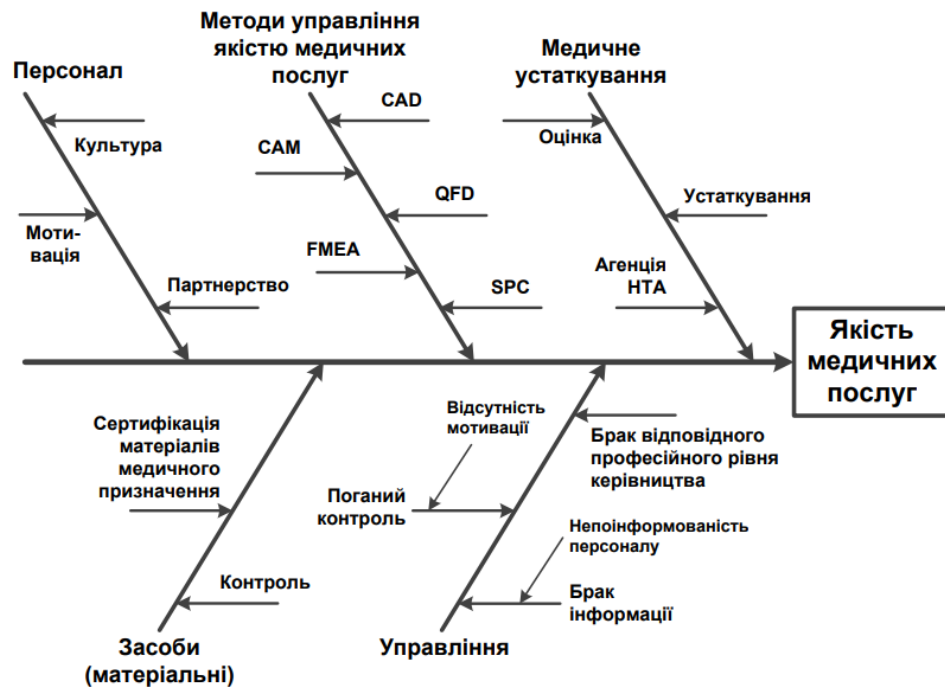 Методи управління
якістю медичних
послуг
Медичне
устаткування
Персонал
CAD
Культура
CAM
Оцінка
QFD
Устаткування
Моти-
вація
FMEA
Агенція
НТА
Партнерство
SPC
Якість
медичних
послуг
Сертифікація
матеріалів
медичного
призначення
Відсутність
мотивації
Брак відповідного
професійного рівня
керівництва
Поганий
контроль
Непоінформованість
персоналу
Контроль
Брак
інформації
Засоби
(матеріальні)
Управління